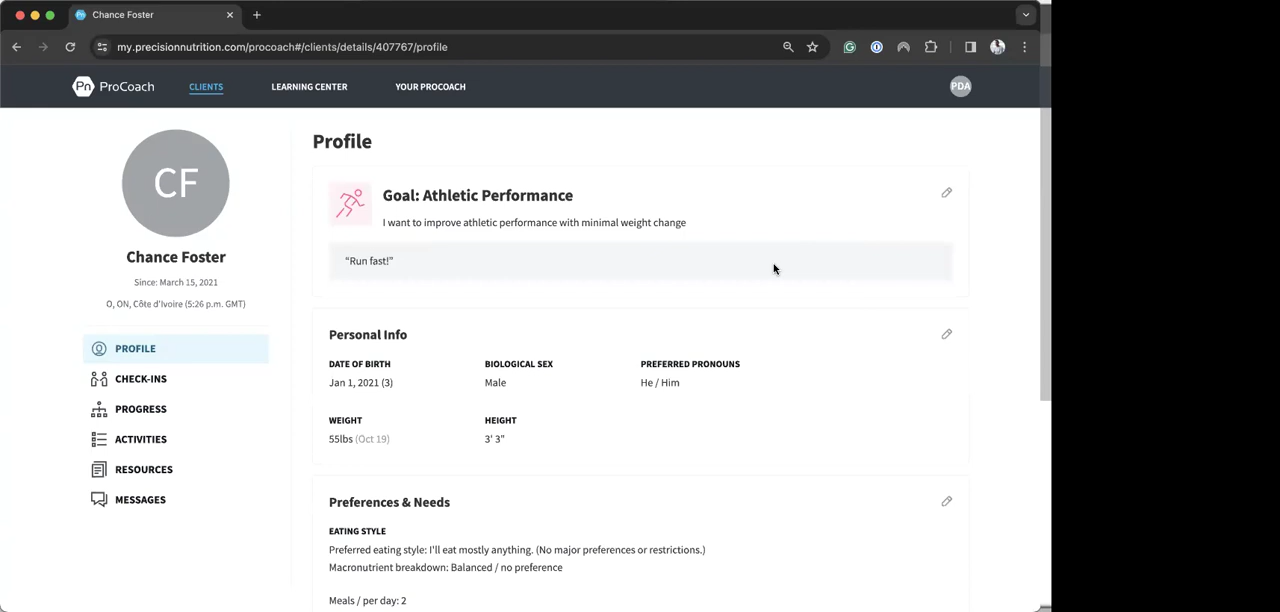 Chance Foster
my.precisionnutrition.com/procoach#/clients/details/407767/profile
Pn ProCoach
CLIENTS
LEARNING CENTER
YOUR PROCOACH
PDA
CF
Chance Foster
Since: March 15, 2021
O, ON, Côte d'Ivoire (5:26 p.m. GMT)
PROFILE
CHECK-INS
PROGRESS
ACTIVITIES
RESOURCES
MESSAGES
Profile
Goal: Athletic Performance
I want to improve athletic performance with minimal weight change
“Run fast!”
Personal Info
DATE OF BIRTH
Jan 1, 2021 (3)
BIOLOGICAL SEX
Male
PREFERRED PRONOUNS
He / Him
WEIGHT
55lbs (Oct 19)
HEIGHT
3' 3"
Preferences & Needs
EATING STYLE
Preferred eating style: I'll eat mostly anything. (No major preferences or restrictions.)
Macronutrient breakdown: Balanced / no preference
Meals / per day: 2